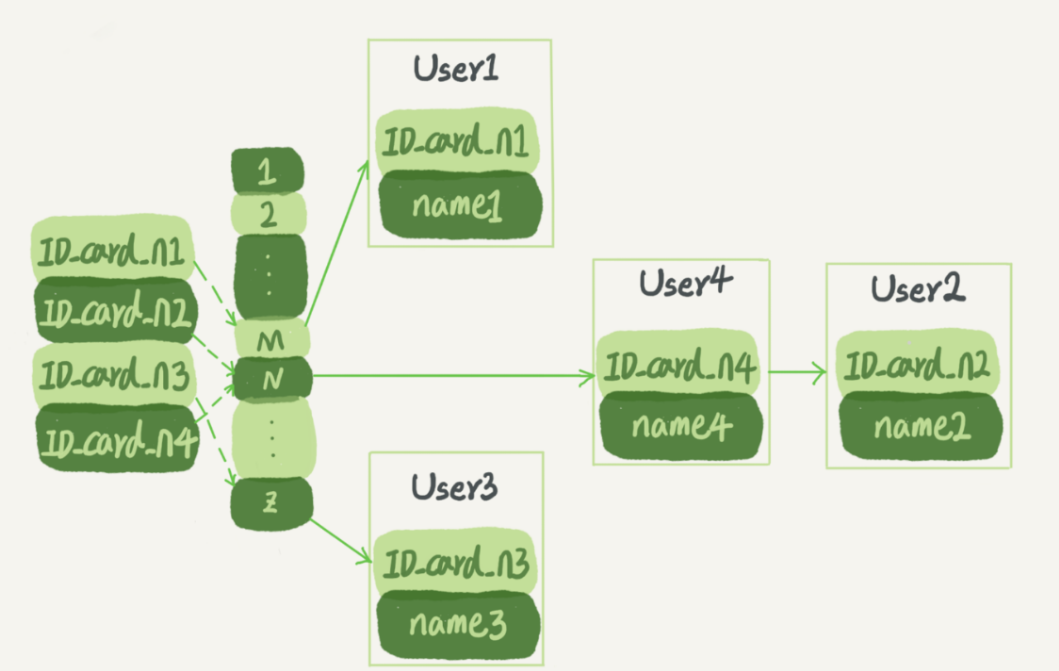 User1
ID_card_n1
name1
1
2
M
N
Z
ID_card_n1
ID_card_n2
ID_card_n3
ID_card_n4
User4
ID_card_n4
name4
User2
ID_card_n2
name2
User3
ID_card_n3
name3